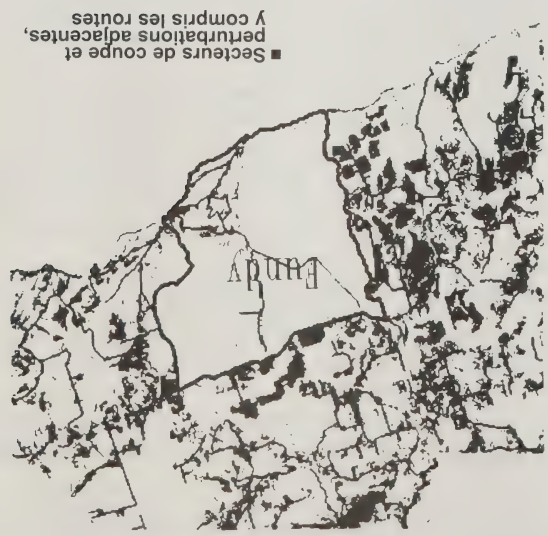 Fundy
■ Secteurs de coupe et
perturbations adjacentes,
y compris les routes